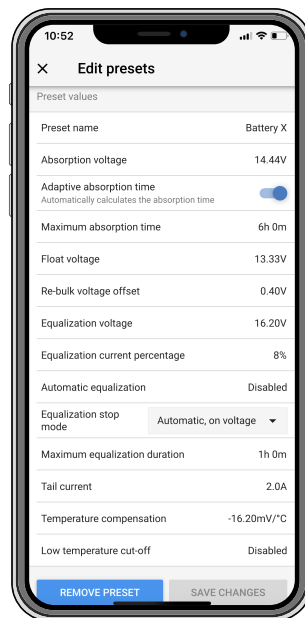 10:52
Edit presets
Preset values
Preset name Battery X
Absorption voltage 14.44V
Adaptive absorption time
Automatically calculates the absorption time
Maximum absorption time 6h 0m
Float voltage 13.33V
Re-bulk voltage offset 0.40V
Equalization voltage 16.20V
Equalization current percentage 8%
Automatic equalization Disabled
Equalization stop
mode Automatic, on voltage
Maximum equalization duration 1h 0m
Tail current 2.0A
Temperature compensation -16.20mV/°C
Low temperature cut-off Disabled
REMOVE PRESET SAVE CHANGES